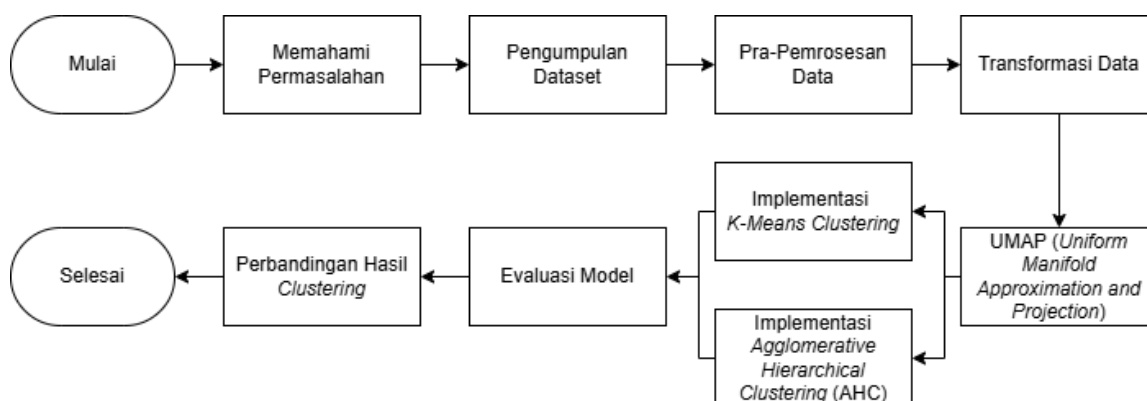 Mulai
Memahami
Permasalahan
Pengumpulan
Dataset
Pra-Pemrosesan
Data
Transformasi Data
UMAP (Uniform
Manifold
Approximation and
Projection)
Implementasi
K-Means Clustering
Implementasi
Agglomerative
Hierarchical
Clustering (AHC)
Evaluasi Model
Perbandingan Hasil
Clustering
Selesai